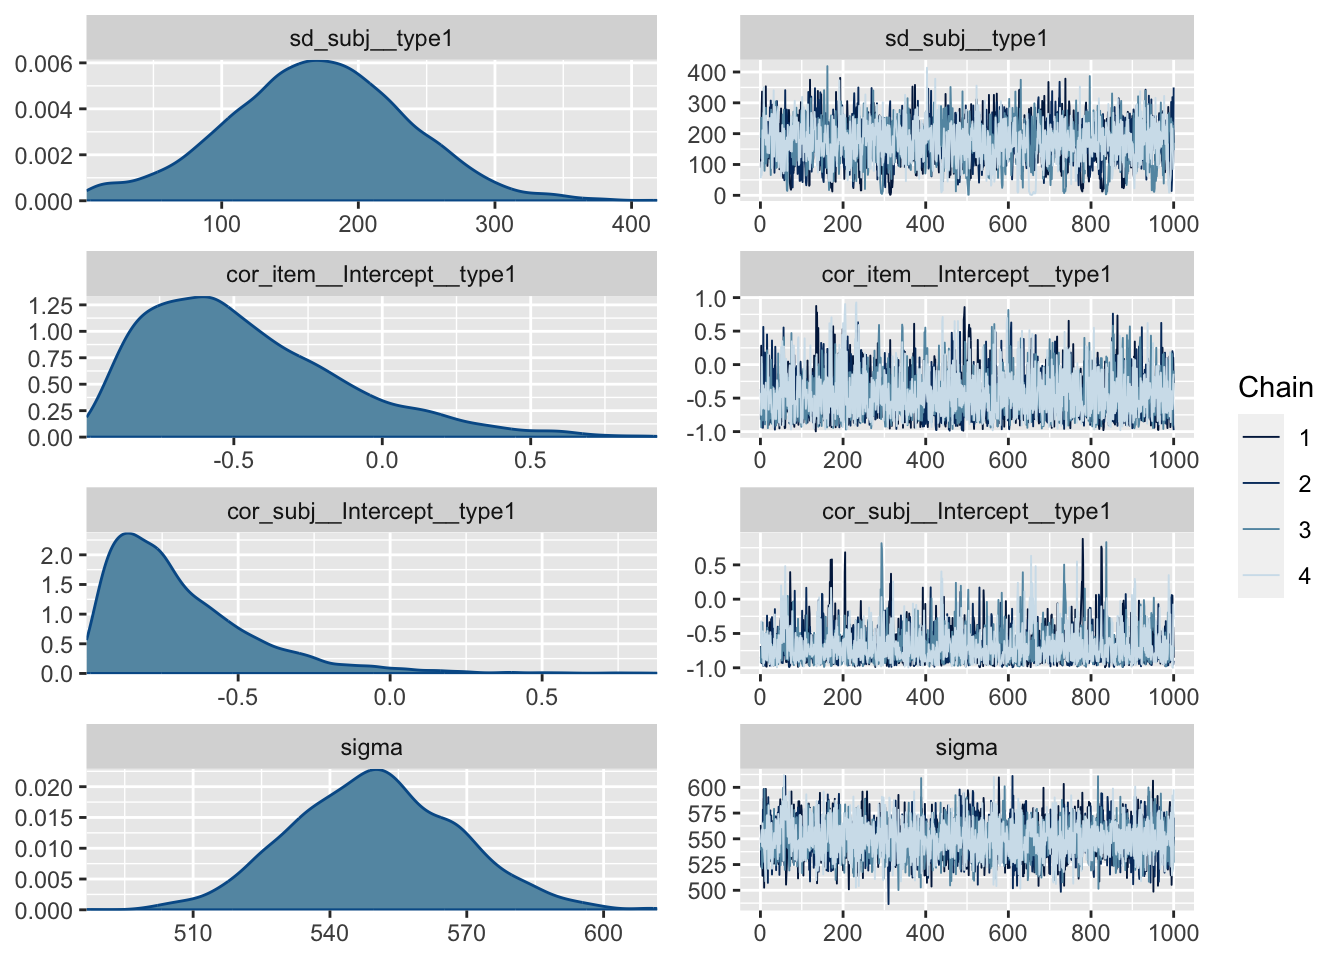 sd_subj__type1
0.006
0.004
0.002
0.000
100 200 300 400
sd_subj__type1
400
300
200
100
0
0 200 400 600 800 1000
cor_item__Intercept__type1
1.25
1.00
0.75
0.50
0.25
0.00
-0.5 0.0 0.5
cor_item__Intercept__type1
1.0
0.5
0.0
-0.5
-1.0
0 200 400 600 800 1000
cor_subj__Intercept__type1
2.0
1.5
1.0
0.5
0.0
-0.5 0.0 0.5
cor_subj__Intercept__type1
0.5
0.0
-0.5
-1.0
0 200 400 600 800 1000
sigma
0.020
0.015
0.010
0.005
0.000
510 540 570 600
sigma
600
575
550
525
500
0 200 400 600 800 1000
Chain
1
2
3
4